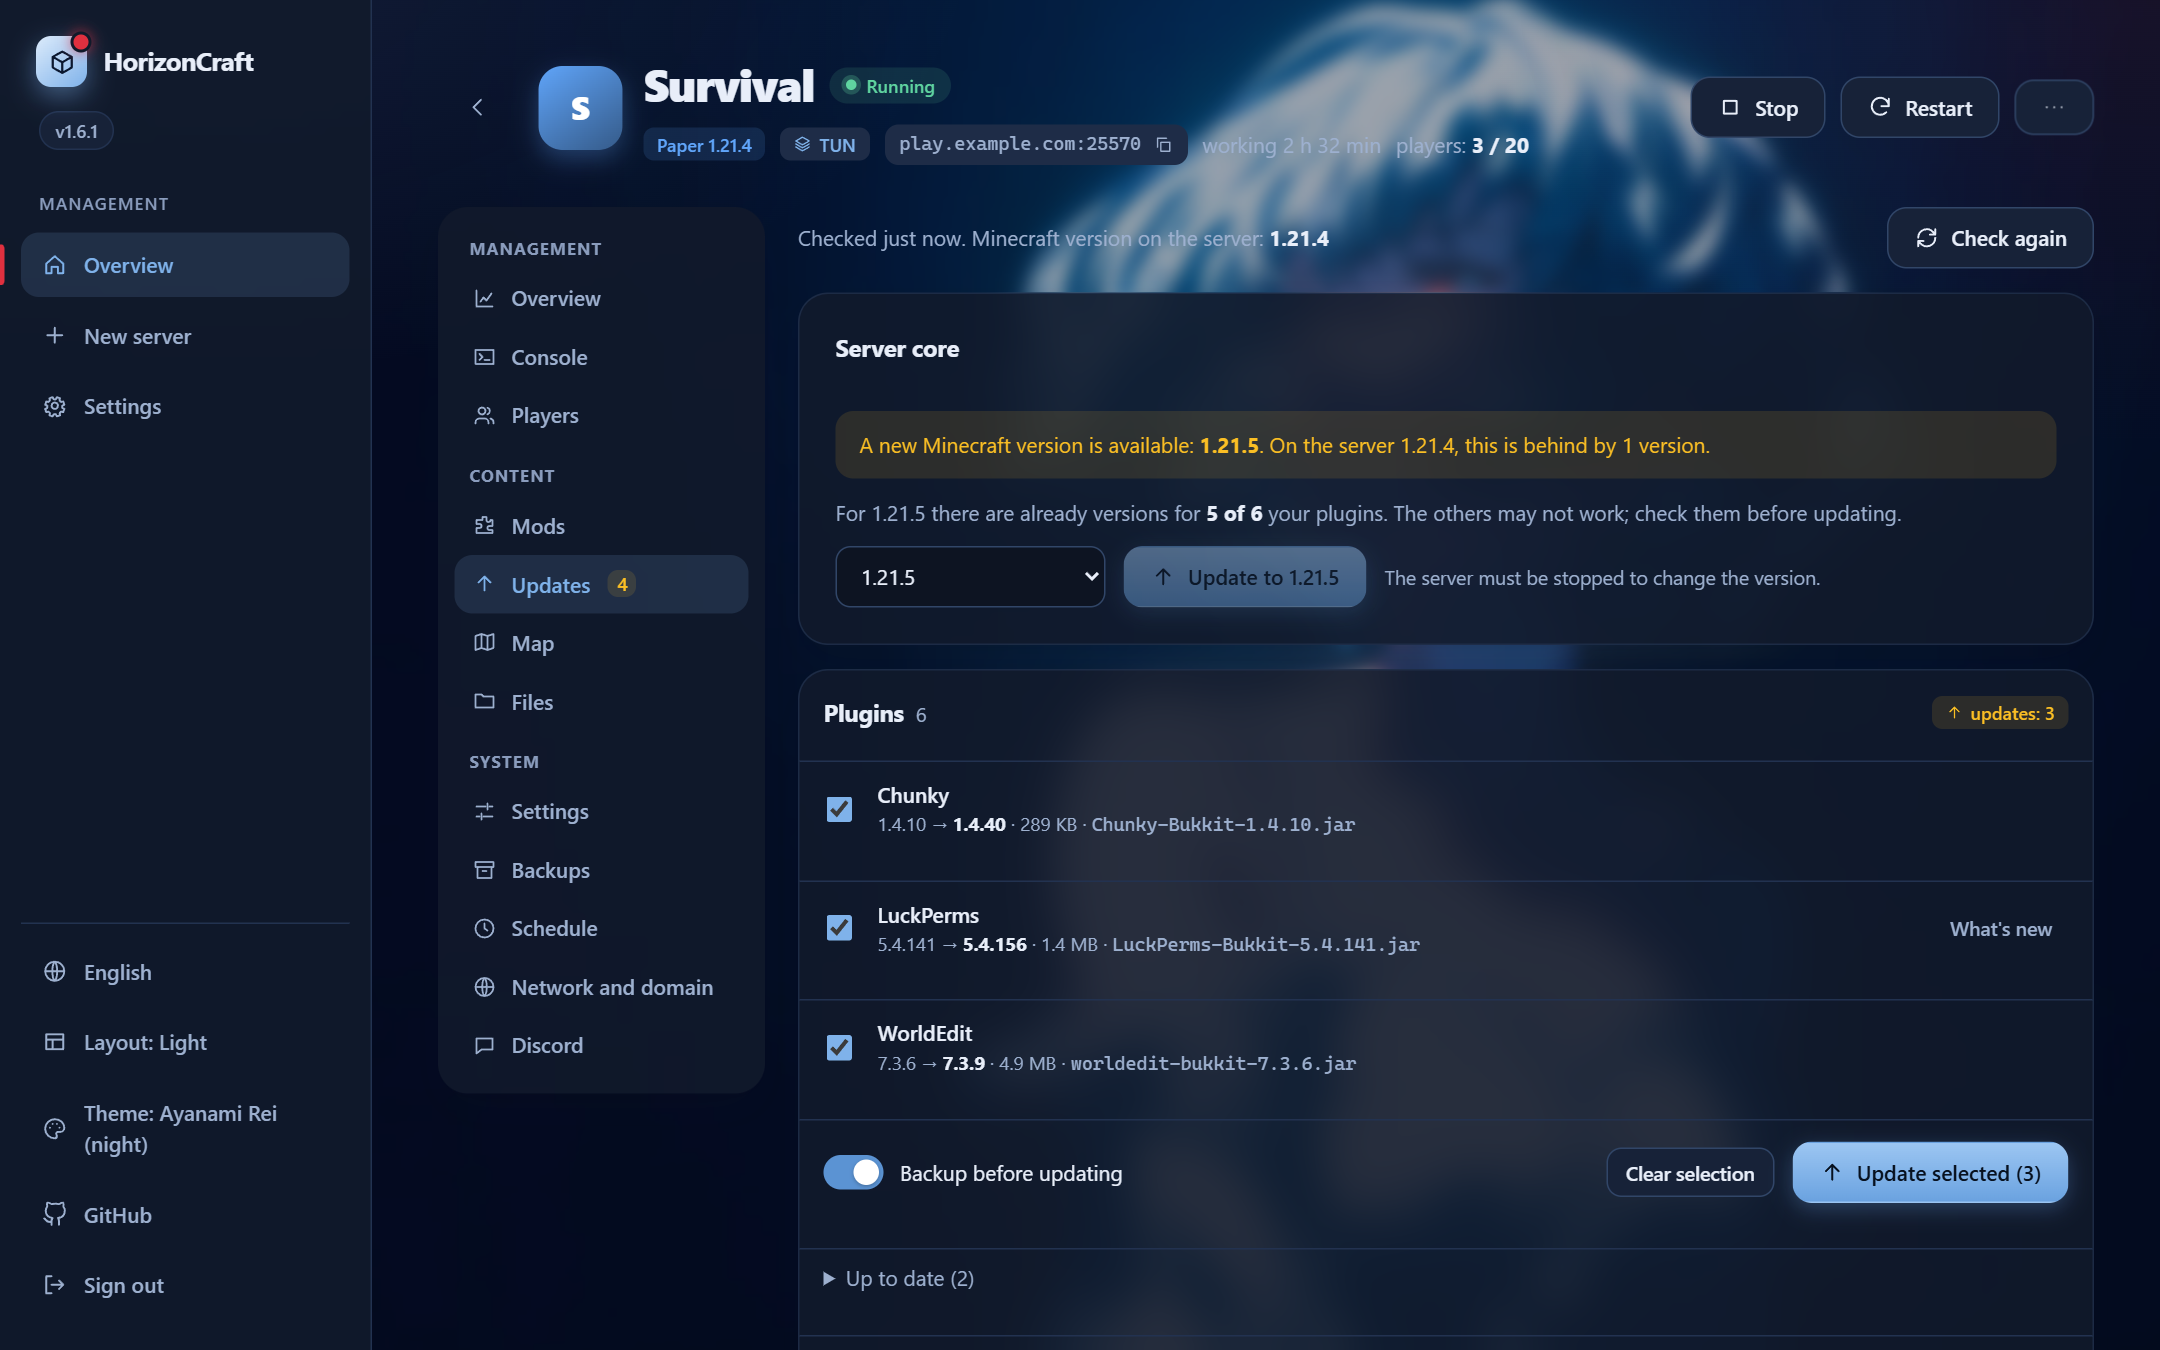 HorizonCraft
v1.6.1
MANAGEMENT
Overview
New server
Settings
English
Layout: Light
Theme: Ayanami Rei
(night)
GitHub
Sign out
S
Survival
Running
Paper 1.21.4
TUN
play.example.com:25570
working 2 h 32 min
players: 3 / 20
Stop
Restart
...
MANAGEMENT
Overview
Console
Players
CONTENT
Mods
Updates 4
Map
Files
SYSTEM
Settings
Backups
Schedule
Network and domain
Discord
Checked just now. Minecraft version on the server: 1.21.4
Check again
Server core
A new Minecraft version is available: 1.21.5. On the server 1.21.4, this is behind by 1 version.
For 1.21.5 there are already versions for 5 of 6 your plugins. The others may not work; check them before updating.
1.21.5
Update to 1.21.5
The server must be stopped to change the version.
Plugins 6
updates: 3
Chunky
1.4.10 → 1.4.40 · 289 KB · Chunky-Bukkit-1.4.10.jar
LuckPerms
5.4.141 → 5.4.156 · 1.4 MB · LuckPerms-Bukkit-5.4.141.jar
What's new
WorldEdit
7.3.6 → 7.3.9 · 4.9 MB · worldedit-bukkit-7.3.6.jar
Backup before updating
Clear selection
Update selected (3)
Up to date (2)